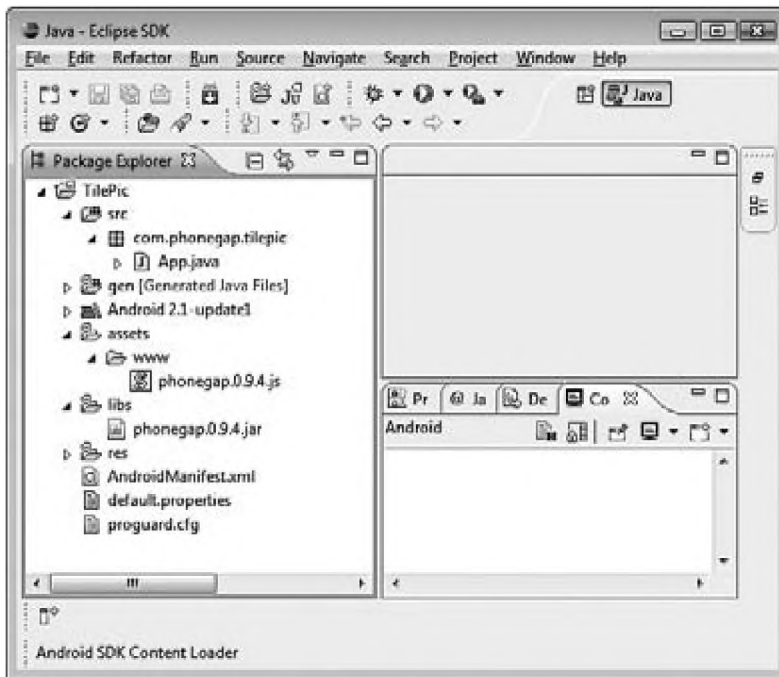 Java - Eclipse SDK
File Edit Refactor Run Source Navigate Search Project Window Help
Java
Package Explorer
TilePic
src
com.phonegap.tilepic
App.java
gen [Generated Java Files]
Android 2.1-update1
assets
www
phonegap.0.9.4.js
libs
phonegap.0.9.4.jar
res
AndroidManifest.xml
default.properties
proguard.cfg
Pr @ Ja De Co
Android
Android SDK Content Loader